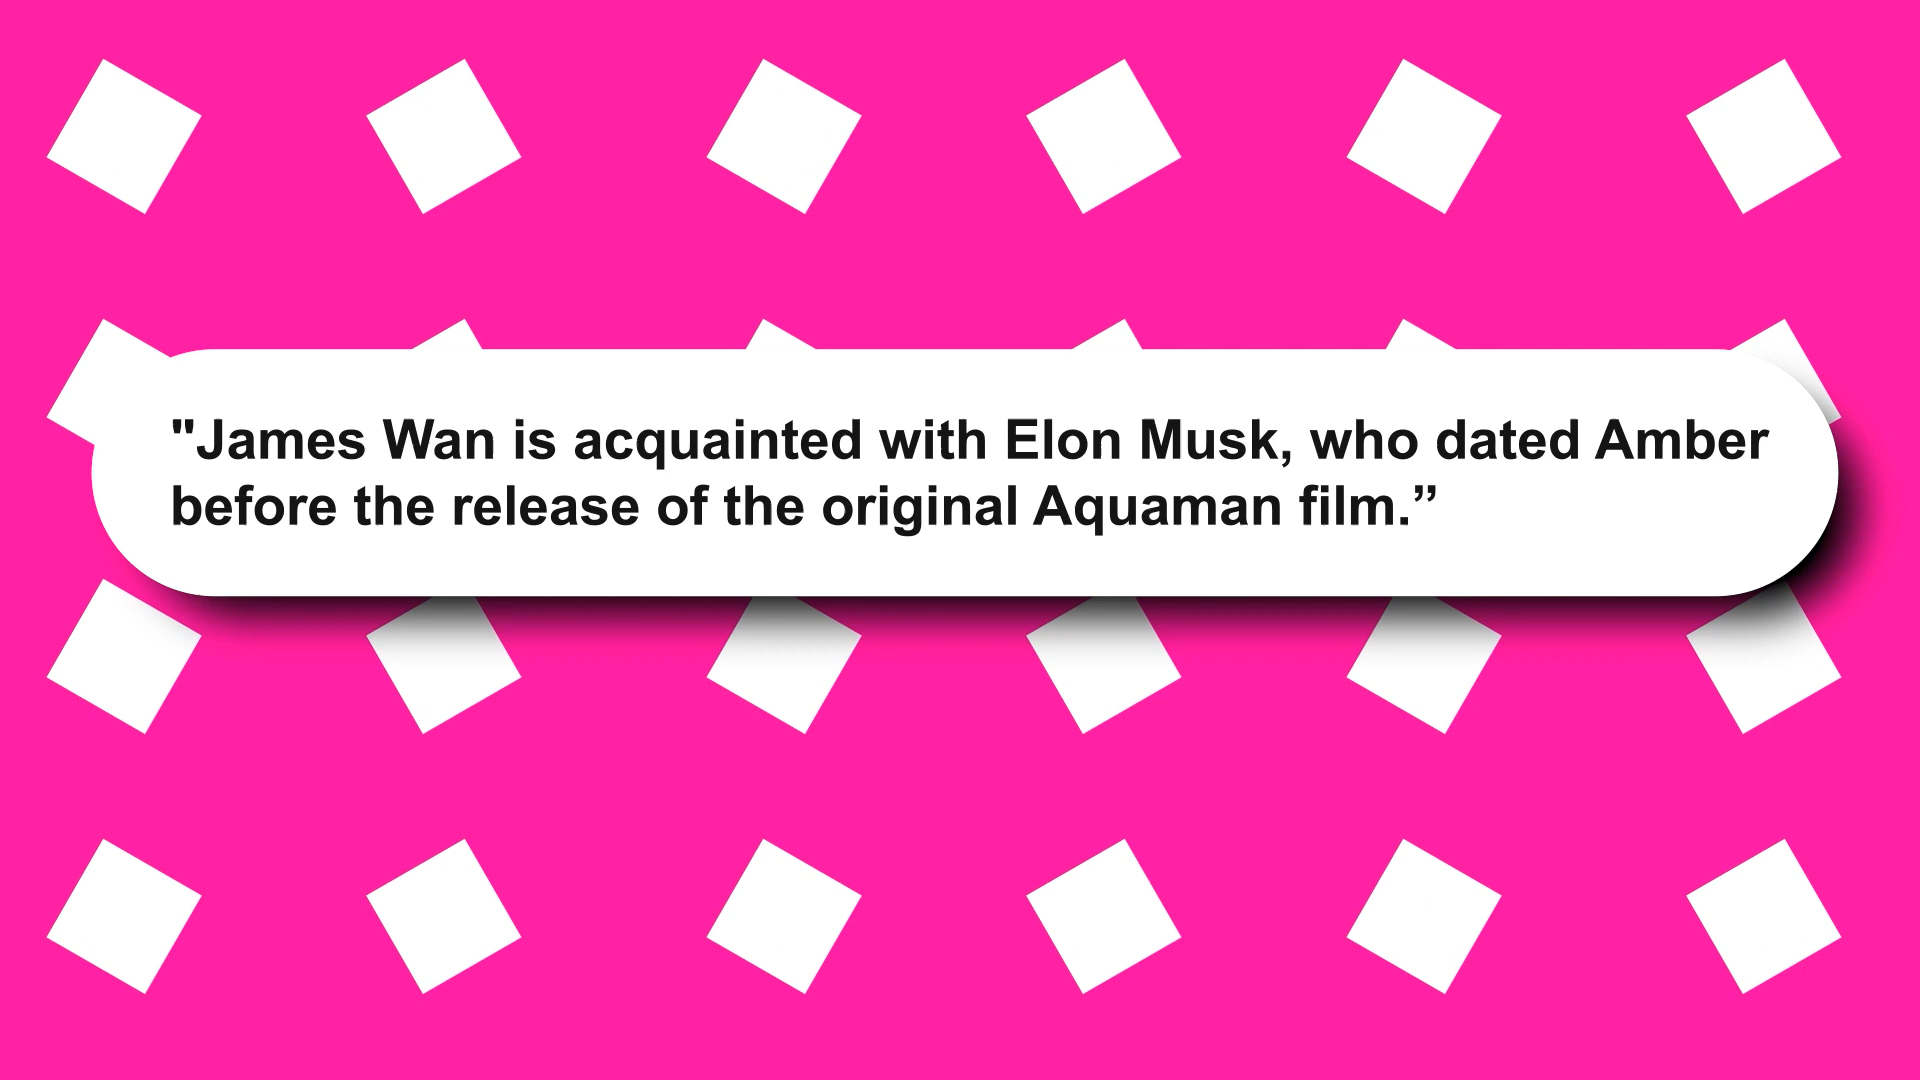 "James Wan is acquainted with Elon Musk, who dated Amber
before the release of the original Aquaman film.”